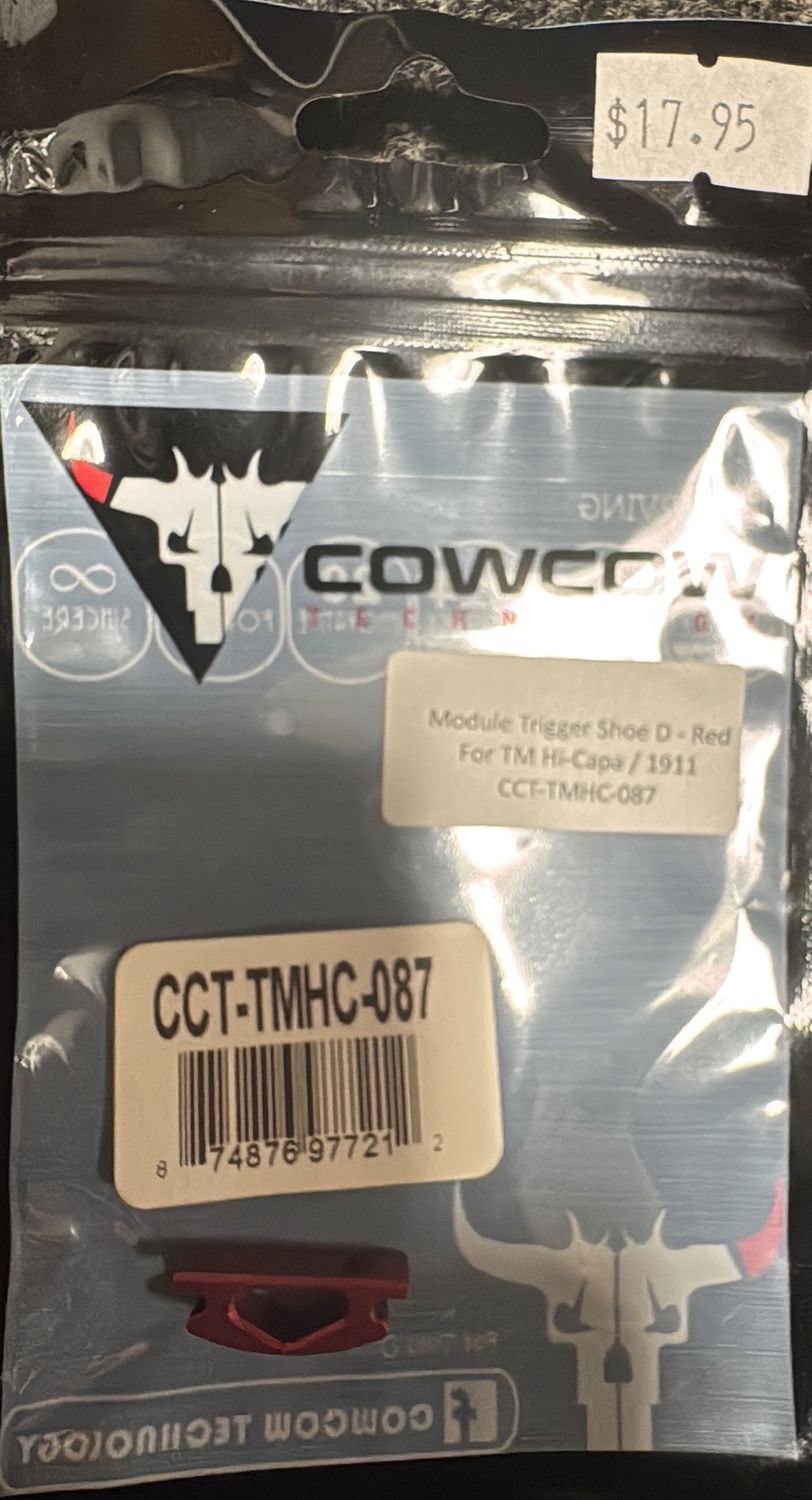 $17.95
COWCOW
Module Trigger Shoe D - Red
For TM Hi-Capa / 1911
CCT-TMHC-087
CCT-TMHC-087
8 74876 97721 2
SINCERE
COWCOW TECHNOLOGY